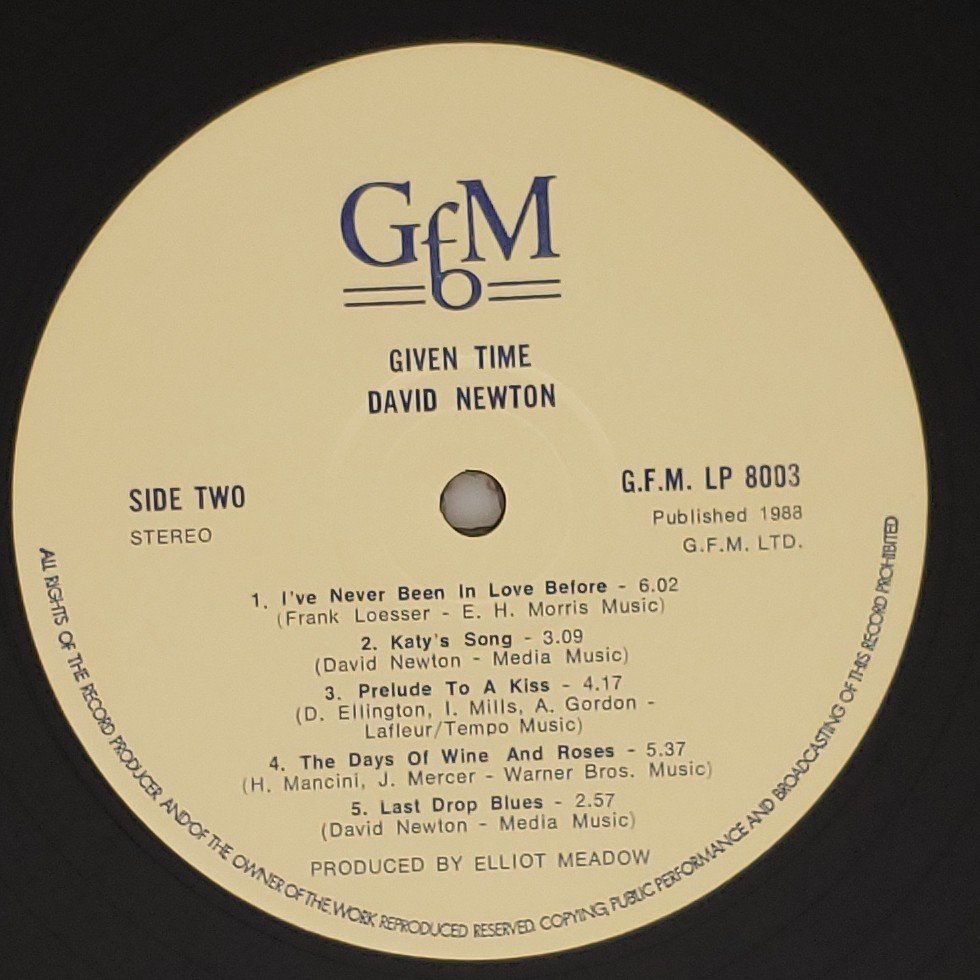 GfM
GIVEN TIME
DAVID NEWTON
SIDE TWO
STEREO
G.F.M. LP 8003
Published 1988
G.F.M. LTD.
1. I've Never Been In Love Before - 6.02
(Frank Loesser - E. H. Morris Music)
2. Katy's Song - 3.09
(David Newton - Media Music)
3. Prelude To A Kiss - 4.17
(D. Ellington, I. Mills, A. Gordon -
Lafleur/Tempo Music)
4. The Days Of Wine And Roses - 5.37
(H. Mancini, J. Mercer - Warner Bros. Music)
5. Last Drop Blues - 2.57
(David Newton - Media Music)
PRODUCED BY ELLIOT MEADOW
ALL RIGHTS OF THE RECORD PRODUCER AND/OF THE OWNER OF THE WORK REPRODUCED RESERVED. COPYING, PUBLIC PERFORMANCE AND BROADCASTING OF THIS RECORD PROHIBITED